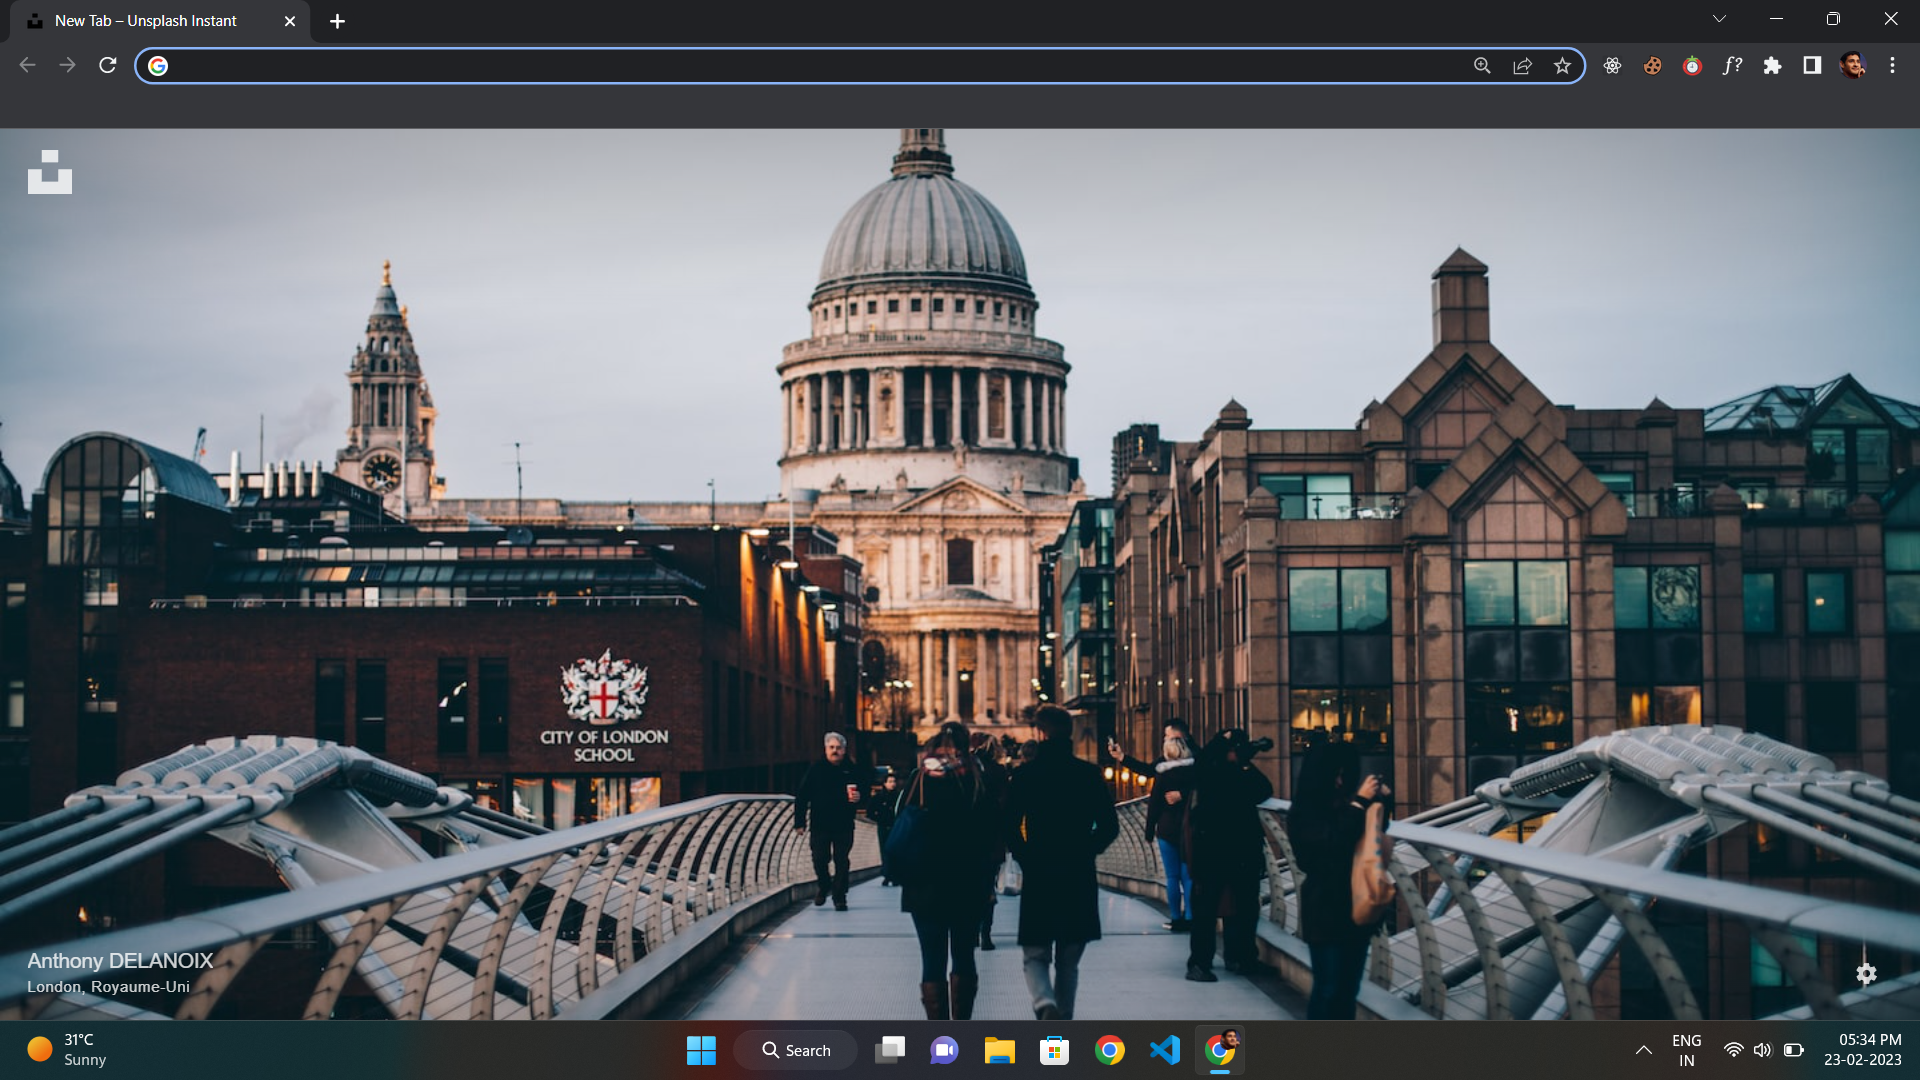 New Tab – Unsplash Instant
f?
CITY OF LONDON
SCHOOL
Anthony DELANOIX
London, Royaume-Uni
31°C
Sunny
Search
ENG
IN
05:34 PM
23-02-2023